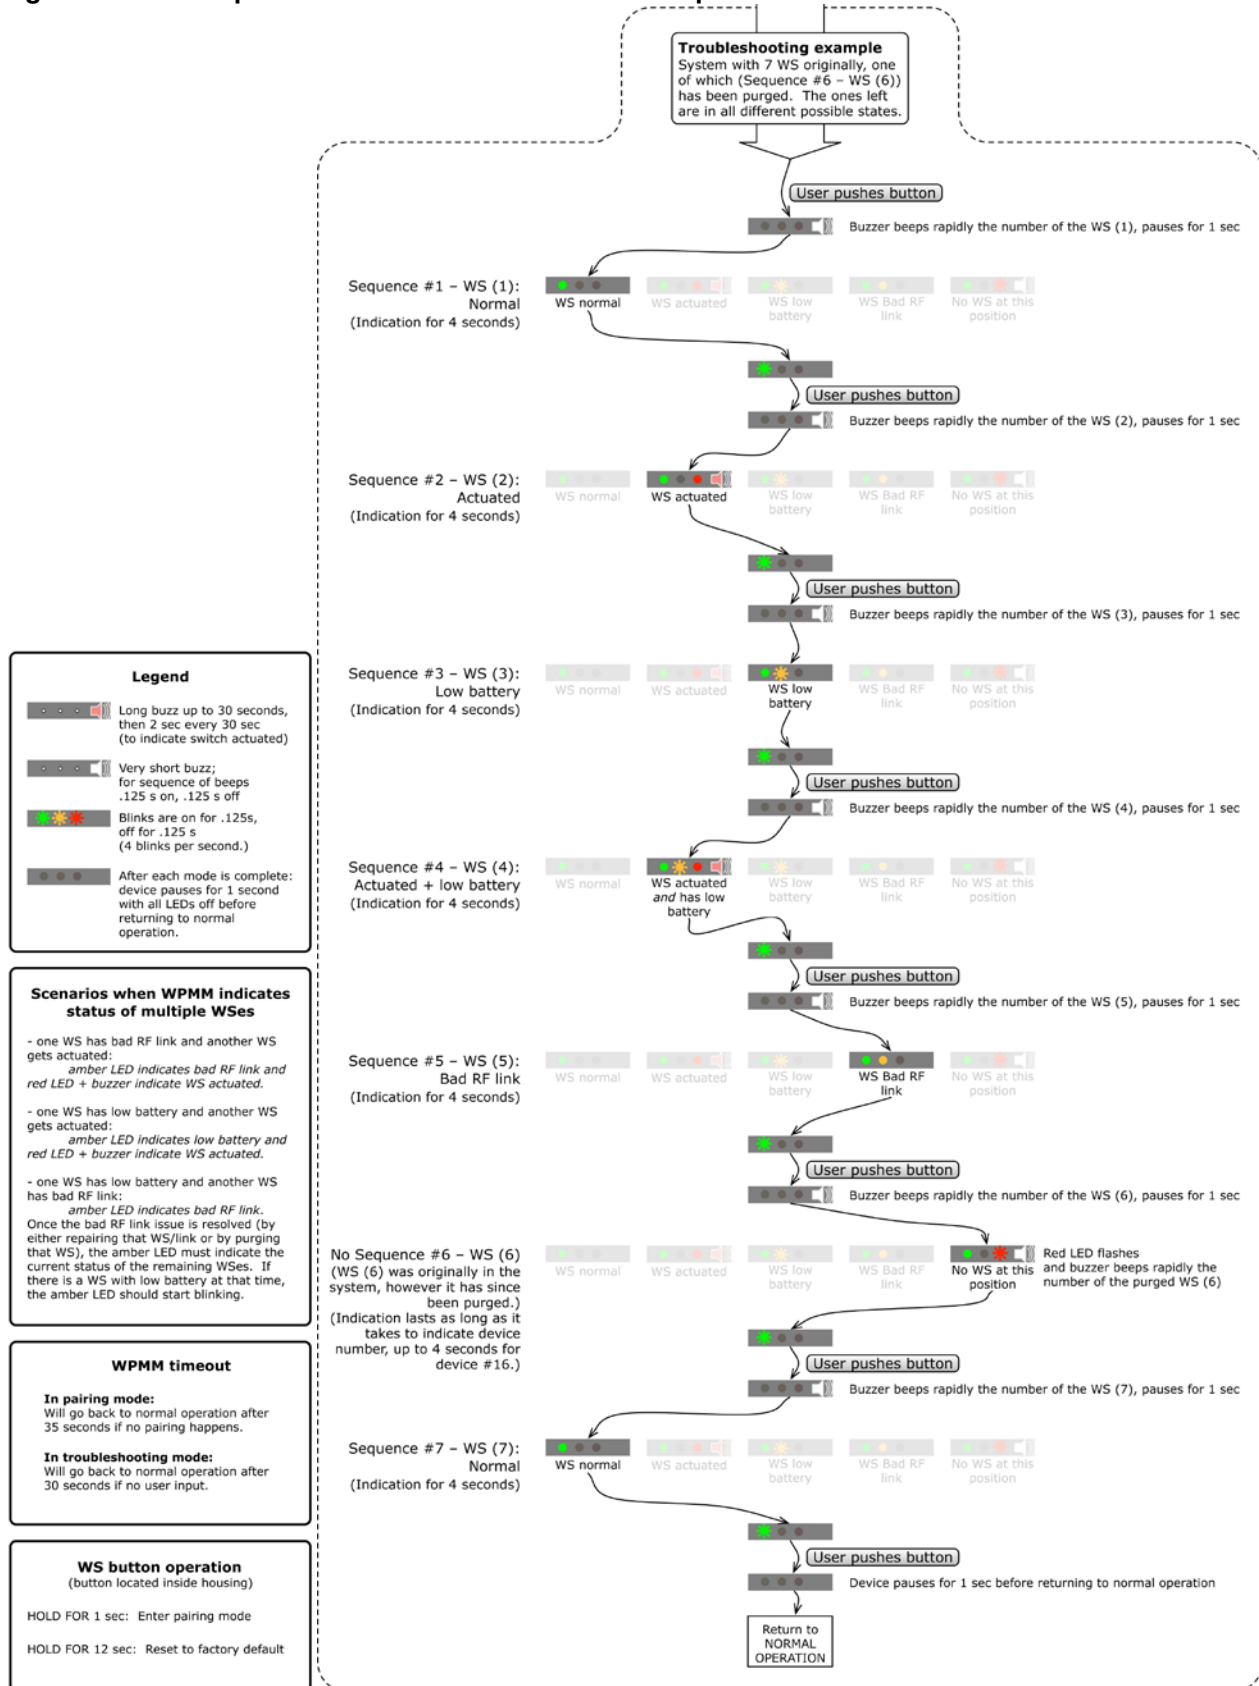 Troubleshooting example
System with 7 WS originally, one
of which (Sequence #6 – WS (6))
has been purged. The ones left
are in all different possible states.
User pushes button
Buzzer beeps rapidly the number of the WS (1), pauses for 1 sec
Sequence #1 – WS (1):
Normal
(Indication for 4 seconds)
WS normal
WS actuated
WS low
battery
WS Bad RF
link
No WS at this
position
User pushes button
Buzzer beeps rapidly the number of the WS (2), pauses for 1 sec
Sequence #2 – WS (2):
Actuated
(Indication for 4 seconds)
WS normal
WS actuated
WS low
battery
WS Bad RF
link
No WS at this
position
User pushes button
Buzzer beeps rapidly the number of the WS (3), pauses for 1 sec
Sequence #3 – WS (3):
Low battery
(Indication for 4 seconds)
WS normal
WS actuated
WS low
battery
WS Bad RF
link
No WS at this
position
User pushes button
Buzzer beeps rapidly the number of the WS (4), pauses for 1 sec
Sequence #4 – WS (4):
Actuated + low battery
(Indication for 4 seconds)
WS normal
WS actuated
and has low
battery
WS low
battery
WS Bad RF
link
No WS at this
position
User pushes button
Buzzer beeps rapidly the number of the WS (5), pauses for 1 sec
Sequence #5 – WS (5):
Bad RF link
(Indication for 4 seconds)
WS normal
WS actuated
WS low
battery
WS Bad RF
link
No WS at this
position
User pushes button
Buzzer beeps rapidly the number of the WS (6), pauses for 1 sec
No Sequence #6 – WS (6)
(WS (6) was originally in the
system, however it has since
been purged.)
(Indication lasts as long as it
takes to indicate device
number, up to 4 seconds for
device #16.)
WS normal
WS actuated
WS low
battery
WS Bad RF
link
No WS at this
position
Red LED flashes
and buzzer beeps rapidly the
number of the purged WS (6)
User pushes button
Buzzer beeps rapidly the number of the WS (7), pauses for 1 sec
Sequence #7 – WS (7):
Normal
(Indication for 4 seconds)
WS normal
WS actuated
WS low
battery
WS Bad RF
link
No WS at this
position
User pushes button
Device pauses for 1 sec before returning to normal operation
Return to
NORMAL
OPERATION
Legend
Long buzz up to 30 seconds,
then 2 sec every 30 sec
(to indicate switch actuated)
Very short buzz;
for sequence of beeps
.125 s on, .125 s off
Blinks are on for .125s,
off for .125 s
(4 blinks per second.)
After each mode is complete:
device pauses for 1 second
with all LEDs off before
returning to normal
operation.
Scenarios when WPMM indicates
status of multiple WSes
- one WS has bad RF link and another WS
gets actuated:
amber LED indicates bad RF link and
red LED + buzzer indicate WS actuated.
- one WS has low battery and another WS
gets actuated:
amber LED indicates low battery and
red LED + buzzer indicate WS actuated.
- one WS has low battery and another WS
has bad RF link:
amber LED indicates bad RF link.
Once the bad RF link issue is resolved (by
either repairing that WS/link or by purging
that WS), the amber LED must indicate the
current status of the remaining WSes. If
there is a WS with low battery at that time,
the amber LED should start blinking.
WPMM timeout
In pairing mode:
Will go back to normal operation after
35 seconds if no pairing happens.
In troubleshooting mode:
Will go back to normal operation after
30 seconds if no user input.
WS button operation
(button located inside housing)
HOLD FOR 1 sec: Enter pairing mode
HOLD FOR 12 sec: Reset to factory default